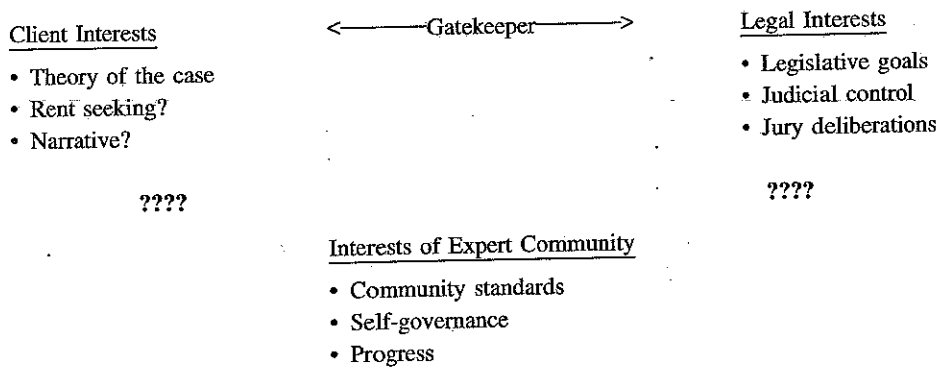 Client Interests
• Theory of the case
• Rent seeking?
• Narrative?
????
<——Gatekeeper——>
Legal Interests
• Legislative goals
• Judicial control
• Jury deliberations
????
Interests of Expert Community
• Community standards
• Self-governance
• Progress